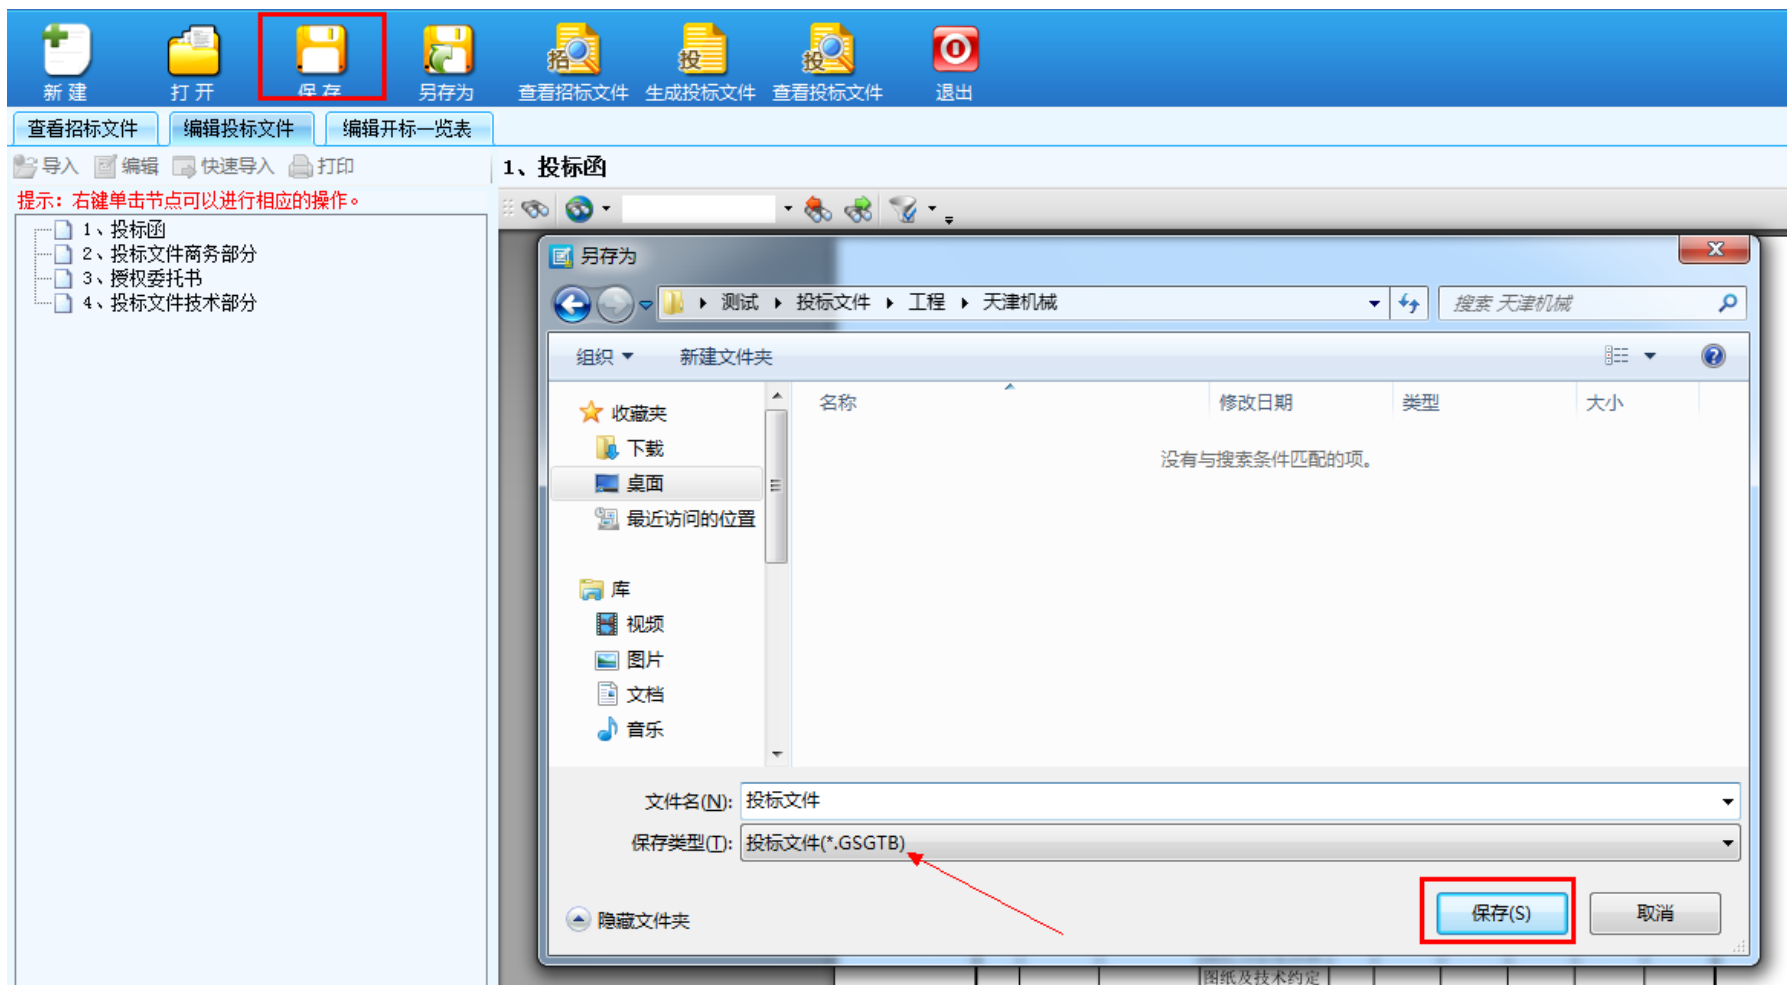 新建 打开 保存 另存为 查看招标文件 生成投标文件 查看投标文件 退出
查看招标文件 编辑投标文件 编辑开标一览表
导入 编辑 快速导入 打印
1、投标函
提示：右键单击节点可以进行相应的操作。
1、投标函
2、投标文件商务部分
3、授权委托书
4、投标文件技术部分
另存为
测试 投标文件 工程 天津机械
搜索 天津机械
组织 新建文件夹
名称 修改日期 类型 大小
没有与搜索条件匹配的项。
收藏夹
下载
桌面
最近访问的位置
库
视频
图片
文档
音乐
文件名(N): 投标文件
保存类型(T): 投标文件(*.GSGTB)
隐藏文件夹
保存(S) 取消
图纸及技术约定